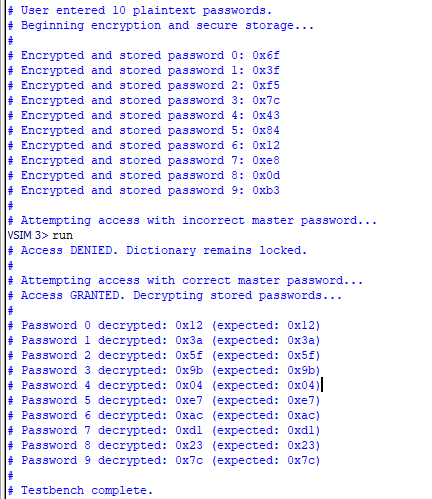 # User entered 10 plaintext passwords.
# Beginning encryption and secure storage...
#
# Encrypted and stored password 0: 0x6f
# Encrypted and stored password 1: 0x3f
# Encrypted and stored password 2: 0xf5
# Encrypted and stored password 3: 0x7c
# Encrypted and stored password 4: 0x43
# Encrypted and stored password 5: 0x84
# Encrypted and stored password 6: 0x12
# Encrypted and stored password 7: 0xe8
# Encrypted and stored password 8: 0x0d
# Encrypted and stored password 9: 0xb3
#
# Attempting access with incorrect master password...
VSIM 3> run
# Access DENIED. Dictionary remains locked.
#
# Attempting access with correct master password...
# Access GRANTED. Decrypting stored passwords...
#
# Password 0 decrypted: 0x12 (expected: 0x12)
# Password 1 decrypted: 0x3a (expected: 0x3a)
# Password 2 decrypted: 0x5f (expected: 0x5f)
# Password 3 decrypted: 0x9b (expected: 0x9b)
# Password 4 decrypted: 0x04 (expected: 0x04)
# Password 5 decrypted: 0xe7 (expected: 0xe7)
# Password 6 decrypted: 0xac (expected: 0xac)
# Password 7 decrypted: 0xd1 (expected: 0xd1)
# Password 8 decrypted: 0x23 (expected: 0x23)
# Password 9 decrypted: 0x7c (expected: 0x7c)
#
# Testbench complete.